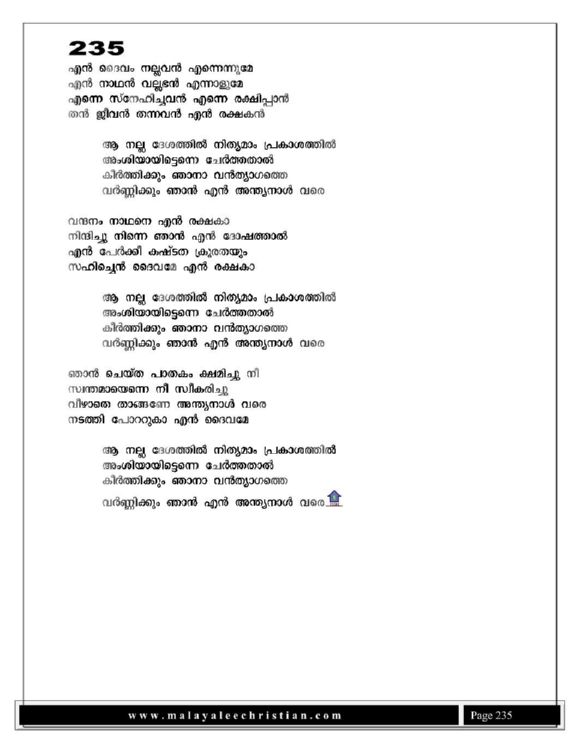 235
എൻ ദൈവം നല്ലവൻ എന്നെന്നുമേ
എൻ നാഥൻ വല്ലഭൻ എന്നാളുമേ
എന്നെ സ്നേഹിച്ചവൻ എന്നെ രക്ഷിപ്പാൻ
തൻ ജീവൻ തന്നവൻ എൻ രക്ഷകൻ
ആ നല്ല ദേശത്തിൽ നിത്യമാം പ്രകാശത്തിൽ
അംശിയായിട്ടെന്നെ ചേർത്തതാൽ
കീർത്തിക്കും ഞാനാ വൻത്യാഗത്തെ
വർണ്ണിക്കും ഞാൻ എൻ അന്ത്യനാൾ വരെ
വന്ദനം നാഥനെ എൻ രക്ഷകാ
നിന്ദിച്ചു നിന്നെ ഞാൻ എൻ ദോഷത്താൽ
എൻ പേർക്കീ കഷ്ടത ക്രൂരതയും
സഹിച്ചെൻ ദൈവമേ എൻ രക്ഷകാ
ആ നല്ല ദേശത്തിൽ നിത്യമാം പ്രകാശത്തിൽ
അംശിയായിട്ടെന്നെ ചേർത്തതാൽ
കീർത്തിക്കും ഞാനാ വൻത്യാഗത്തെ
വർണ്ണിക്കും ഞാൻ എൻ അന്ത്യനാൾ വരെ
ഞാൻ ചെയ്ത പാതകം ക്ഷമിച്ചു നീ
സ്വന്തമായെന്നെ നീ സ്വീകരിച്ചു
വീഴാതെ താങ്ങണേ അന്ത്യനാൾ വരെ
നടത്തി പോററുകാ എൻ ദൈവമേ
ആ നല്ല ദേശത്തിൽ നിത്യമാം പ്രകാശത്തിൽ
അംശിയായിട്ടെന്നെ ചേർത്തതാൽ
കീർത്തിക്കും ഞാനാ വൻത്യാഗത്തെ
വർണ്ണിക്കും ഞാൻ എൻ അന്ത്യനാൾ വരെ
www.malayaleechristian.com
Page 235